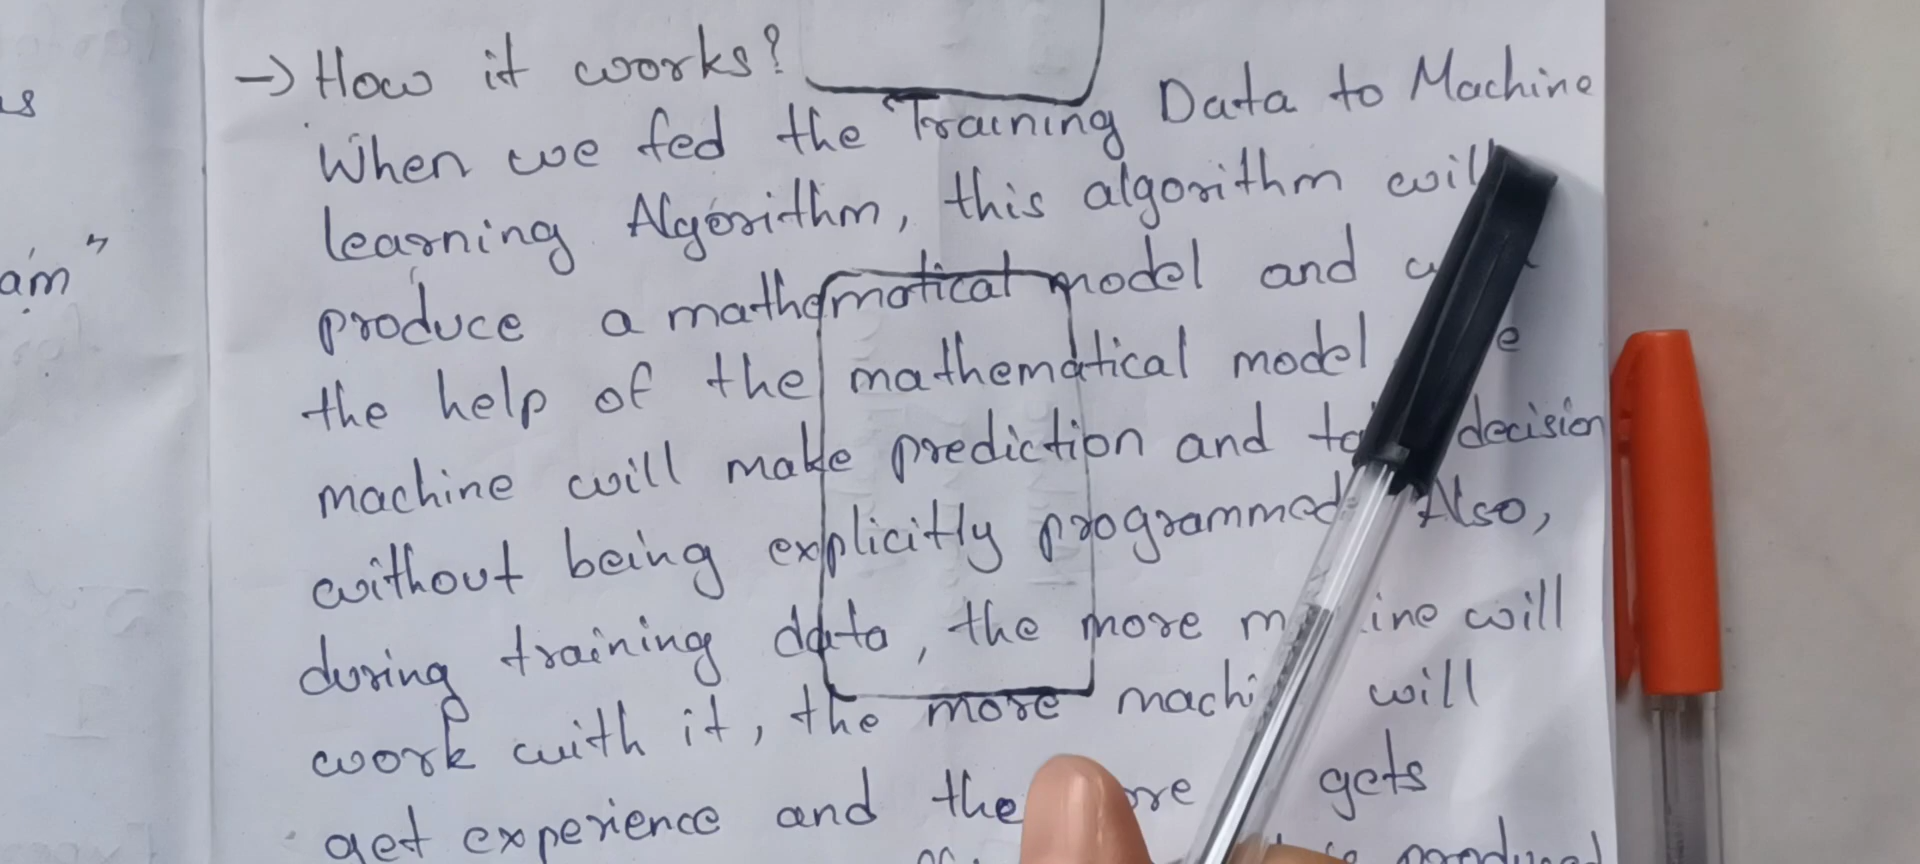 → How it works?
When we fed the Training Data to Machine
learning Algorithm, this algorithm will
produce a mathematical model and
the help of the mathematical model
machine will make prediction and decision
without being explicitly programmed. Also,
during training data, the more will
work with it, the more will
get experience and the gets